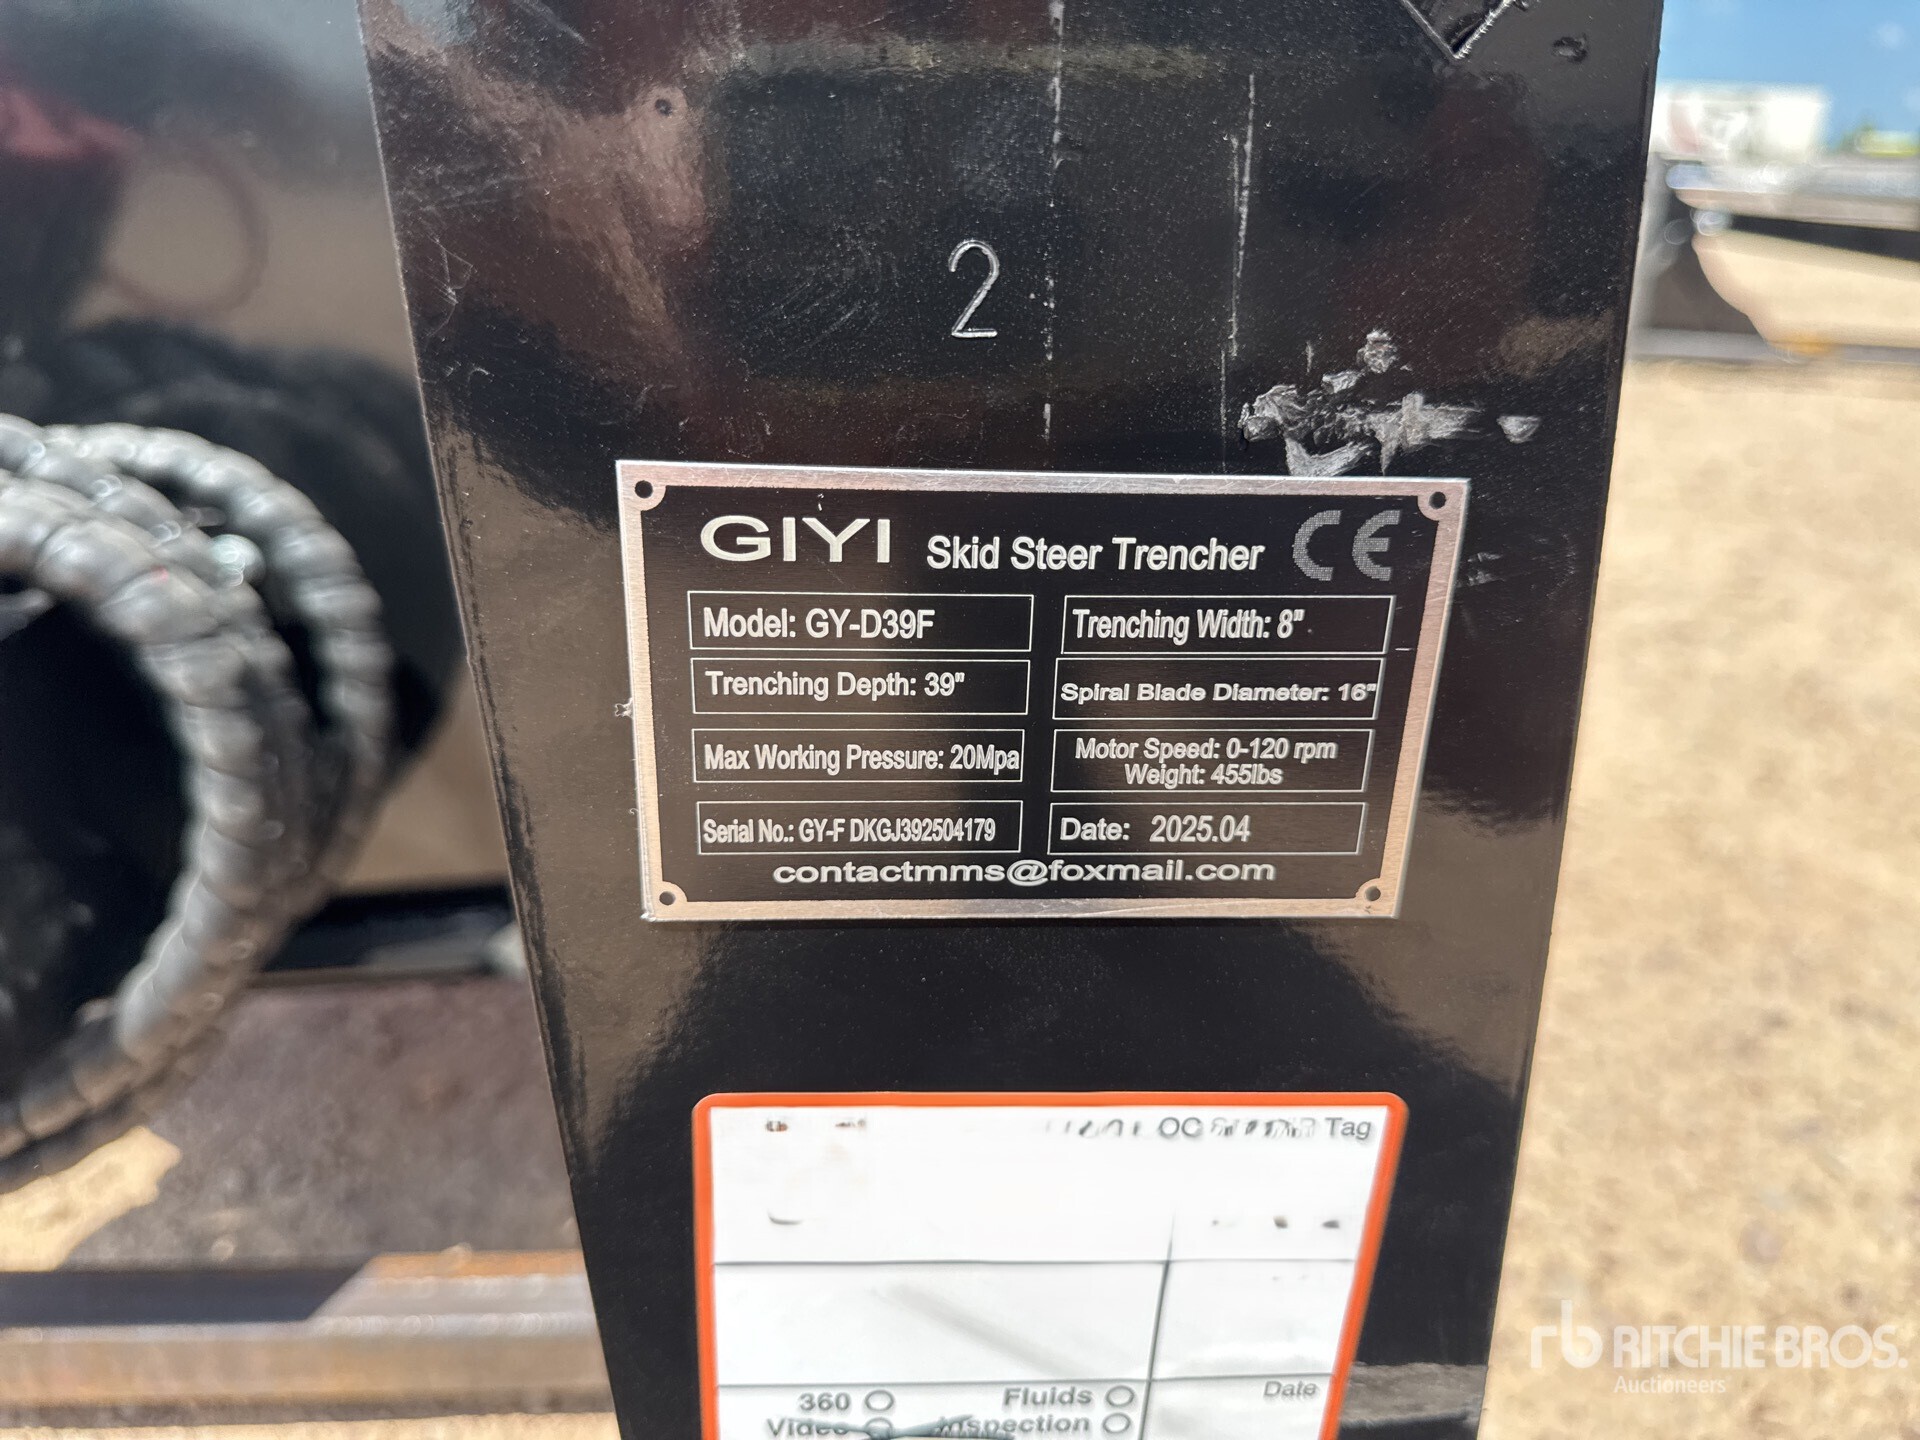 2
GIYI Skid Steer Trencher CE
Model: GY-D39F
Trenching Width: 8"
Trenching Depth: 39"
Spiral Blade Diameter: 16"
Max Working Pressure: 20Mpa
Motor Speed: 0-120 rpm
Weight: 455lbs
Serial No.: GY-F DKGJ392504179
Date: 2025.04
contactmms@foxmail.com
Tag
360 Fluids Date
Video Inspection
rb RITCHIE BROS.
Auctioneers